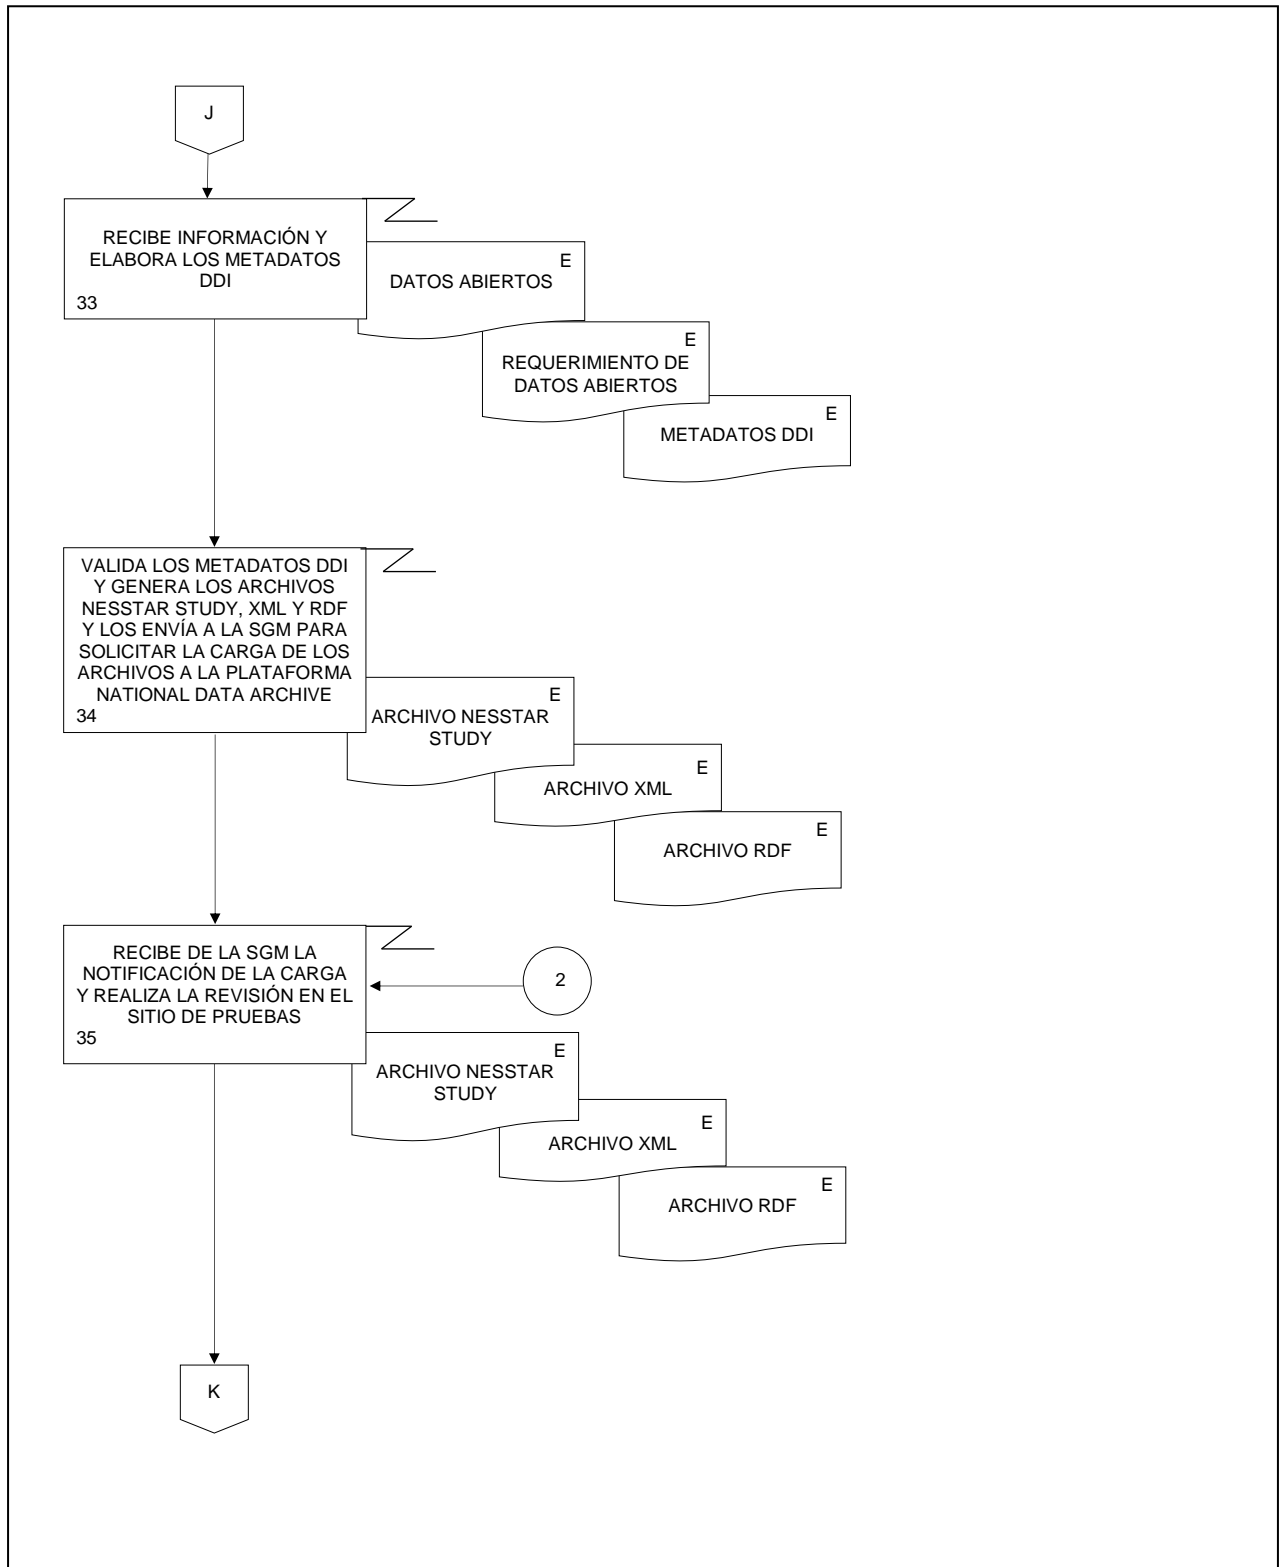 J
RECIBE INFORMACIÓN Y
ELABORA LOS METADATOS
DDI
33
E
DATOS ABIERTOS
E
REQUERIMIENTO DE
DATOS ABIERTOS
E
METADATOS DDI
VALIDA LOS METADATOS DDI
Y GENERA LOS ARCHIVOS
NESSTAR STUDY, XML Y RDF
Y LOS ENVÍA A LA SGM PARA
SOLICITAR LA CARGA DE LOS
ARCHIVOS A LA PLATAFORMA
NATIONAL DATA ARCHIVE
34
E
ARCHIVO NESSTAR
STUDY
E
ARCHIVO XML
E
ARCHIVO RDF
RECIBE DE LA SGM LA
NOTIFICACIÓN DE LA CARGA
Y REALIZA LA REVISIÓN EN EL
SITIO DE PRUEBAS
35
2
E
ARCHIVO NESSTAR
STUDY
E
ARCHIVO XML
E
ARCHIVO RDF
K